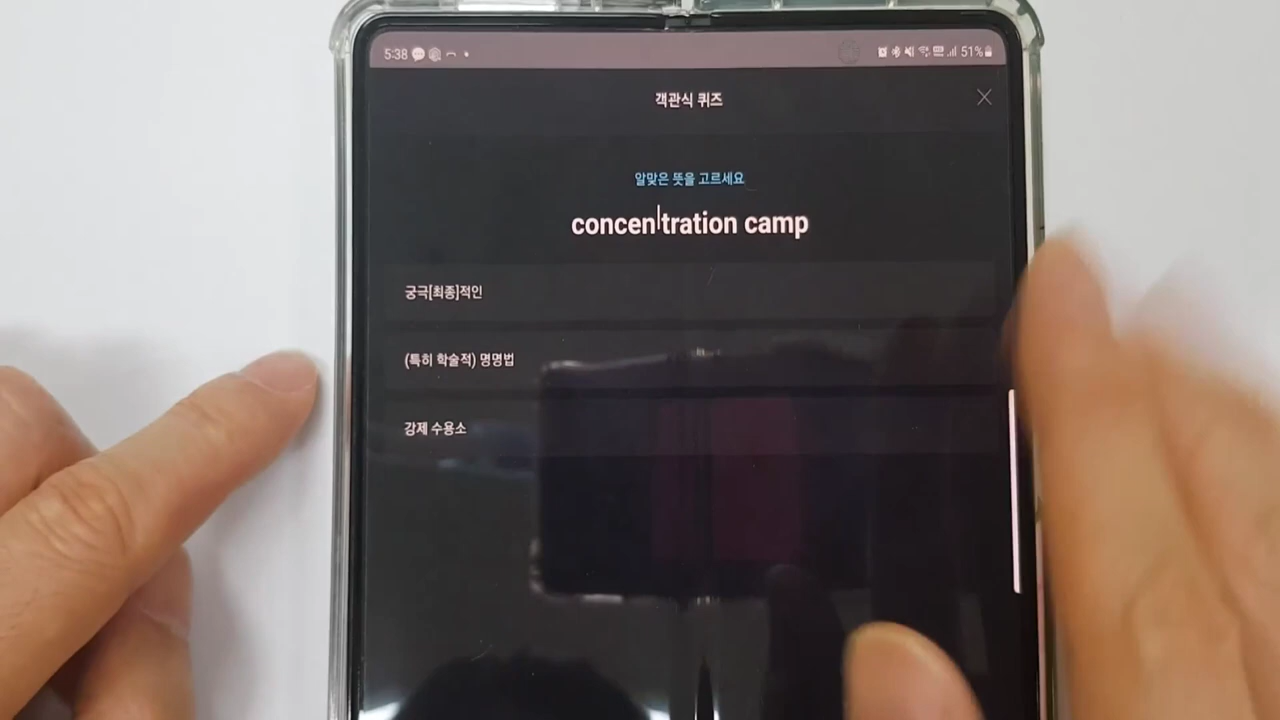 5:38
51%
객관식 퀴즈
알맞은 뜻을 고르세요
concentration camp
궁극[최종]적인
(특히 학술적) 명명법
강제 수용소